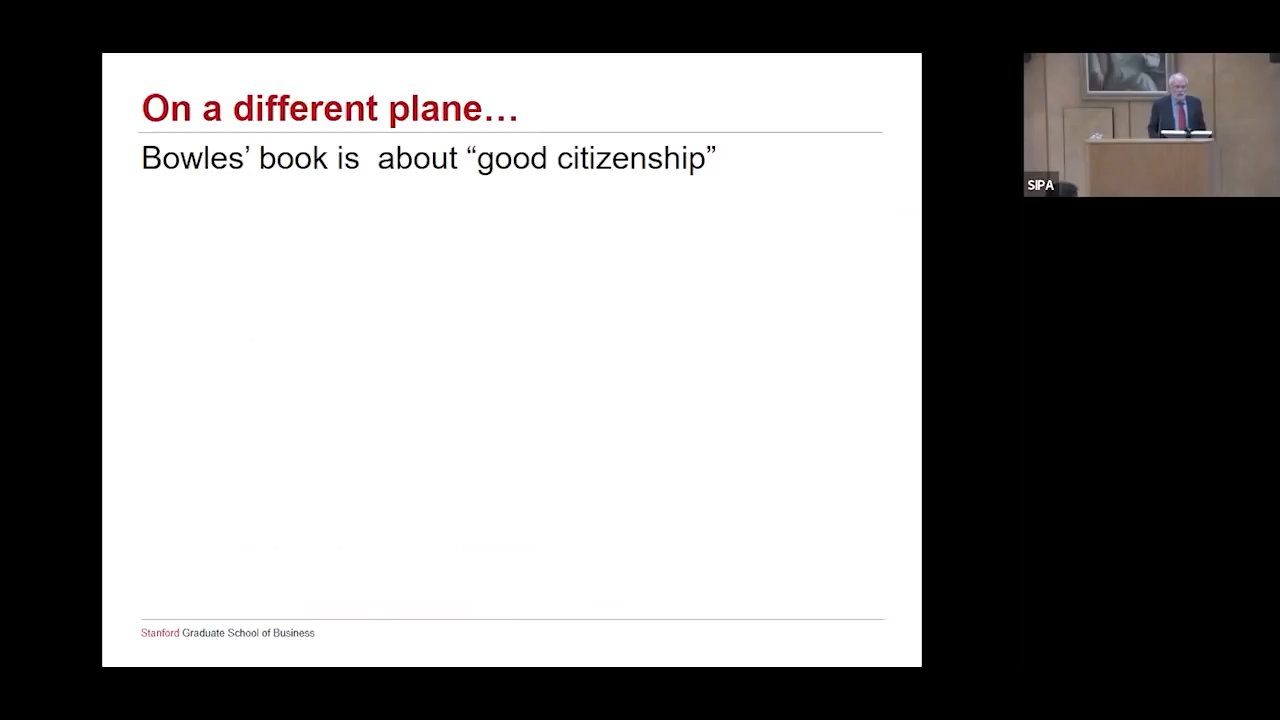 On a different plane…
Bowles’ book is  about “good citizenship”
SIPA
Stanford Graduate School of Business